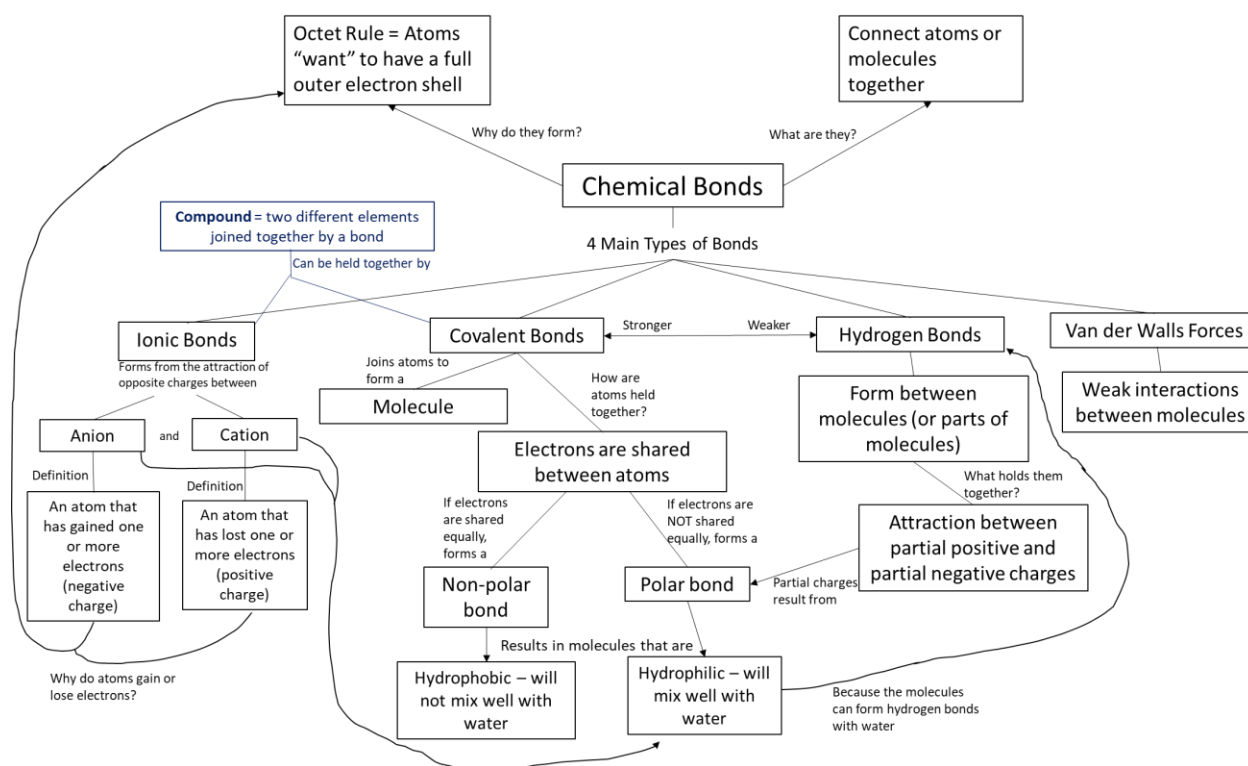 Octet Rule = Atoms
“want” to have a full
outer electron shell
Connect atoms or
molecules
together
Why do they form?
What are they?
Chemical Bonds
Compound = two different elements
joined together by a bond
4 Main Types of Bonds
Can be held together by
Ionic Bonds
Covalent Bonds
Stronger
Weaker
Hydrogen Bonds
Van der Walls Forces
Forms from the attraction of
opposite charges between
Joins atoms to
form a
How are
atoms held
together?
Molecule
Form between
molecules (or parts of
molecules)
Weak interactions
between molecules
Anion
and
Cation
Electrons are shared
between atoms
Definition
Definition
What holds them
together?
An atom that
has gained one
or more
electrons
(negative
charge)
An atom that
has lost one or
more electrons
(positive
charge)
If electrons
are shared
equally,
forms a
If electrons are
NOT shared
equally, forms a
Attraction between
partial positive and
partial negative charges
Non-polar
bond
Polar bond
Partial charges
result from
Results in molecules that are
Why do atoms gain or
lose electrons?
Hydrophobic – will
not mix well with
water
Hydrophilic – will
mix well with
water
Because the molecules
can form hydrogen bonds
with water